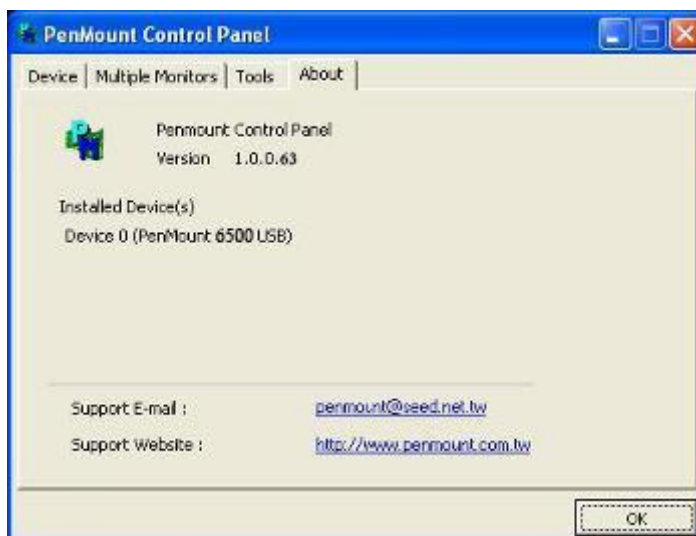 PenMount Control Panel
Device Multiple Monitors Tools About
Penmount Control Panel
Version 1.0.0.63
Installed Device(s)
Device 0 (PenMount 6500 USB)
Support E-mail : penmount@seed.net.tw
Support Website : http://www.penmount.com.tw
OK